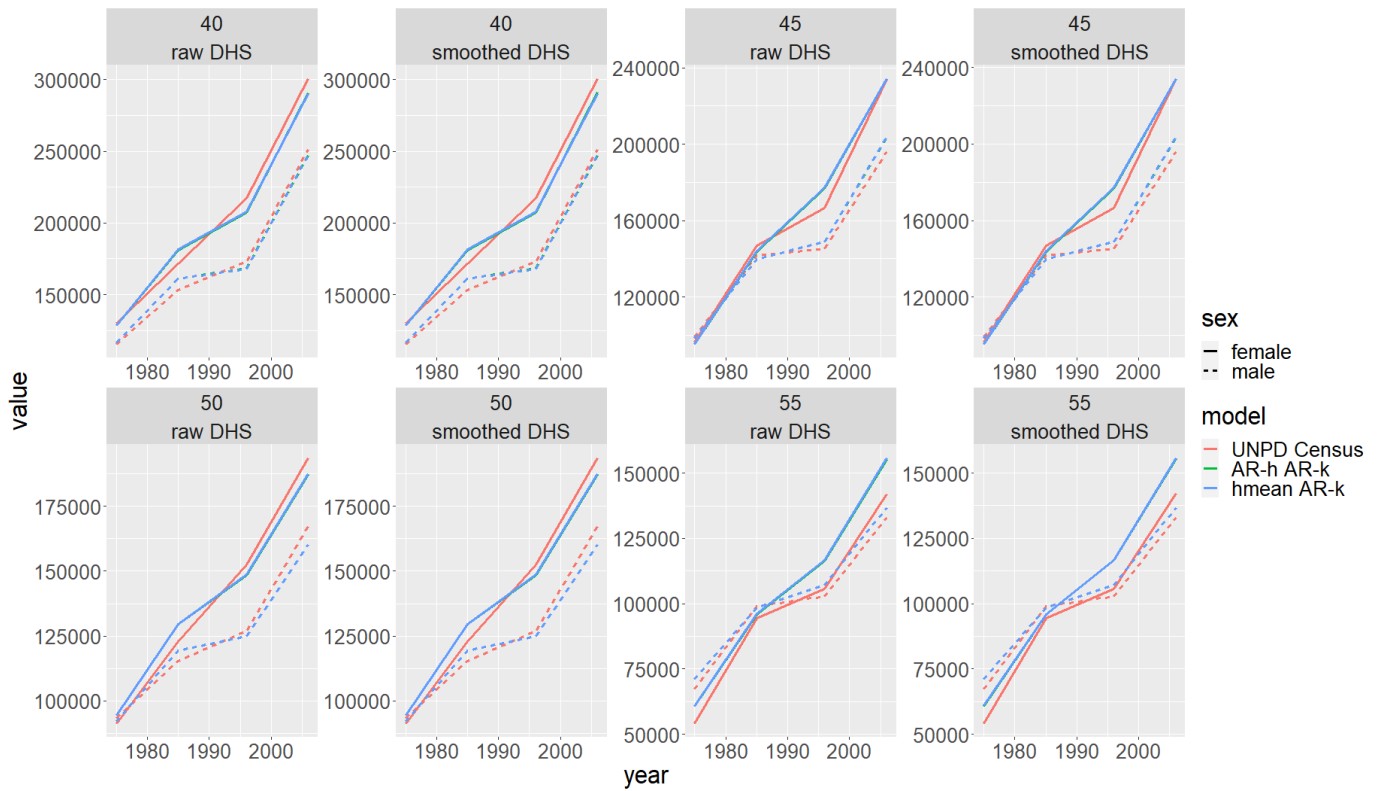 40
raw DHS
40
smoothed DHS
45
raw DHS
45
smoothed DHS
300000
250000
200000
150000
300000
250000
200000
150000
240000
200000
160000
120000
240000
200000
160000
120000
1980 1990 2000
1980 1990 2000
1980 1990 2000
1980 1990 2000
value
50
raw DHS
50
smoothed DHS
55
raw DHS
55
smoothed DHS
175000
150000
125000
100000
175000
150000
125000
100000
150000
125000
100000
75000
50000
150000
125000
100000
75000
50000
1980 1990 2000
1980 1990 2000
1980 1990 2000
1980 1990 2000
year
sex
female
male
model
UNPD Census
AR-h AR-k
hmean AR-k